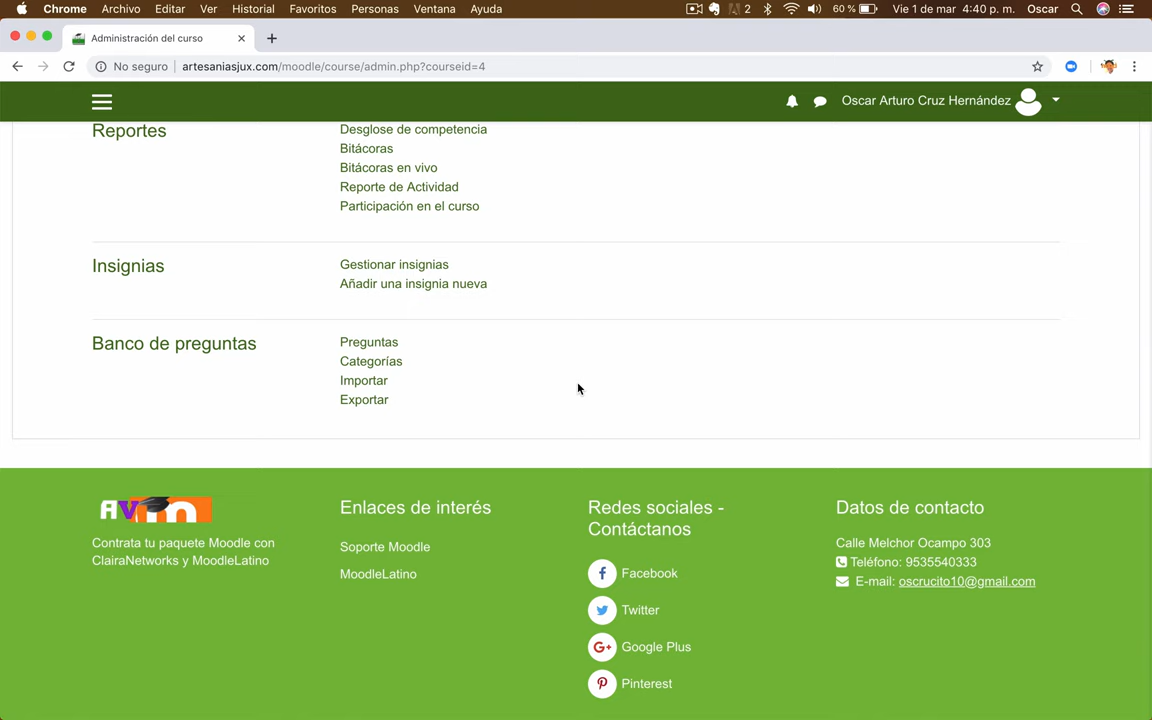 Chrome Archivo Editar Ver Historial Favoritos Personas Ventana Ayuda 2 60 % Vie 1 de mar 4:40 p. m. Oscar
Administración del curso
No seguro artesaniasjux.com/moodle/course/admin.php?courseid=4
Oscar Arturo Cruz Hernández
Reportes
Desglose de competencia
Bitácoras
Bitácoras en vivo
Reporte de Actividad
Participación en el curso
Insignias
Gestionar insignias
Añadir una insignia nueva
Banco de preguntas
Preguntas
Categorías
Importar
Exportar
AVin
Contrata tu paquete Moodle con
ClairaNetworks y MoodleLatino
Enlaces de interés
Soporte Moodle
MoodleLatino
Redes sociales -
Contáctanos
Facebook
Twitter
G+ Google Plus
Pinterest
Datos de contacto
Calle Melchor Ocampo 303
Teléfono: 9535540333
E-mail: oscrucito10@gmail.com